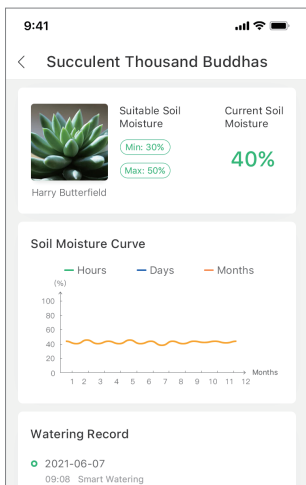 9:41
Succulent Thousand Buddhas
Suitable Soil
Moisture
Min: 30%
Max: 50%
Current Soil
Moisture
40%
Harry Butterfield
Soil Moisture Curve
Hours Days Months
(%)
100
80
60
40
20
0
1 2 3 4 5 6 7 8 9 10 11 12
Months
Watering Record
2021-06-07
09:08 Smart Watering